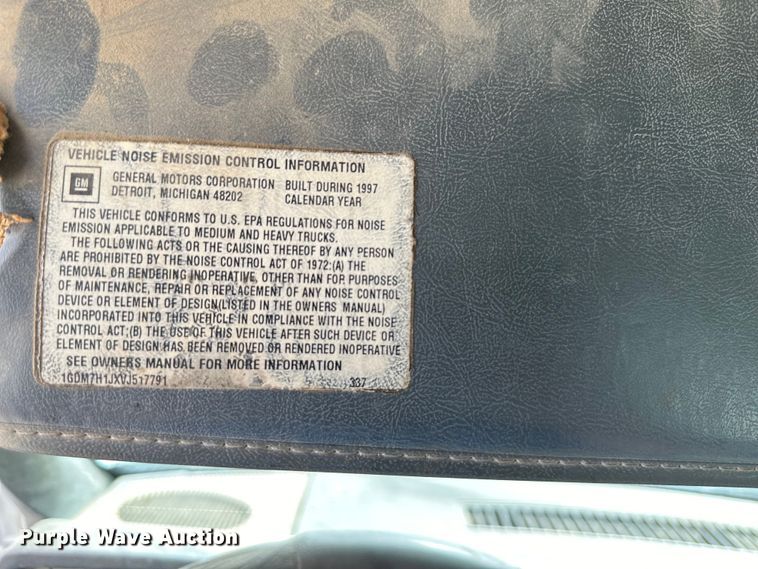 VEHICLE NOISE EMISSION CONTROL INFORMATION
GM
GENERAL MOTORS CORPORATION BUILT DURING 1997
DETROIT, MICHIGAN 48202 CALENDAR YEAR
THIS VEHICLE CONFORMS TO U.S. EPA REGULATIONS FOR NOISE
EMISSION APPLICABLE TO MEDIUM AND HEAVY TRUCKS.
THE FOLLOWING ACTS OR THE CAUSING THEREOF BY ANY PERSON
ARE PROHIBITED BY THE NOISE CONTROL ACT OF 1972:(A) THE
REMOVAL OR RENDERING INOPERATIVE, OTHER THAN FOR PURPOSES
OF MAINTENANCE, REPAIR OR REPLACEMENT OF ANY NOISE CONTROL
DEVICE OR ELEMENT OF DESIGN(LISTED IN THE OWNERS MANUAL)
INCORPORATED INTO THIS VEHICLE IN COMPLIANCE WITH THE NOISE
CONTROL ACT;(B) THE USE OF THIS VEHICLE AFTER SUCH DEVICE OR
ELEMENT OF DESIGN HAS BEEN REMOVED OR RENDERED INOPERATIVE
SEE OWNERS MANUAL FOR MORE INFORMATION
1GDM7H1JXVJ517791 337
Purple Wave Auction